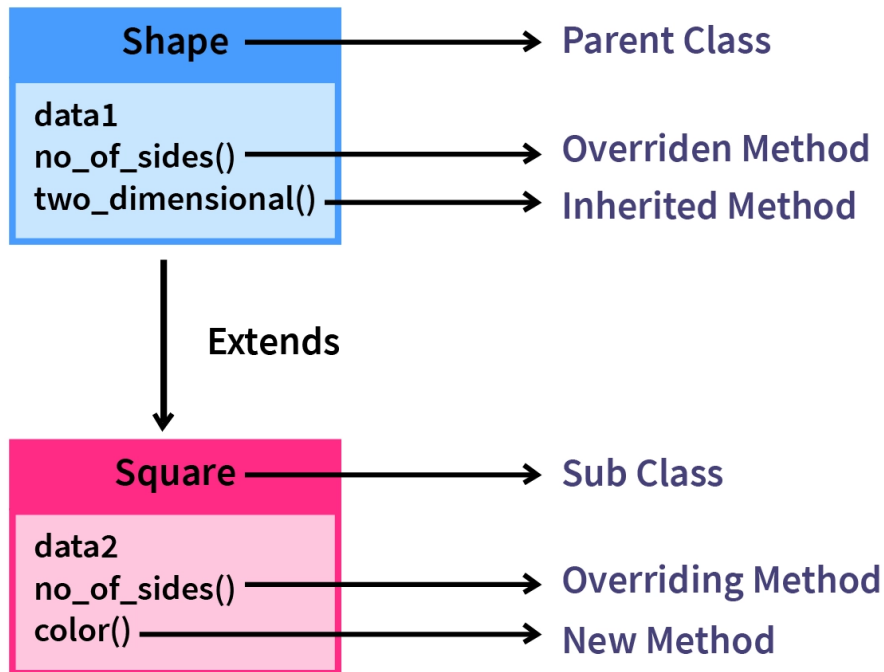 Shape Parent Class
data1
no_of_sides() Overriden Method
two_dimensional() Inherited Method
Extends
Square Sub Class
data2
no_of_sides() Overriding Method
color() New Method